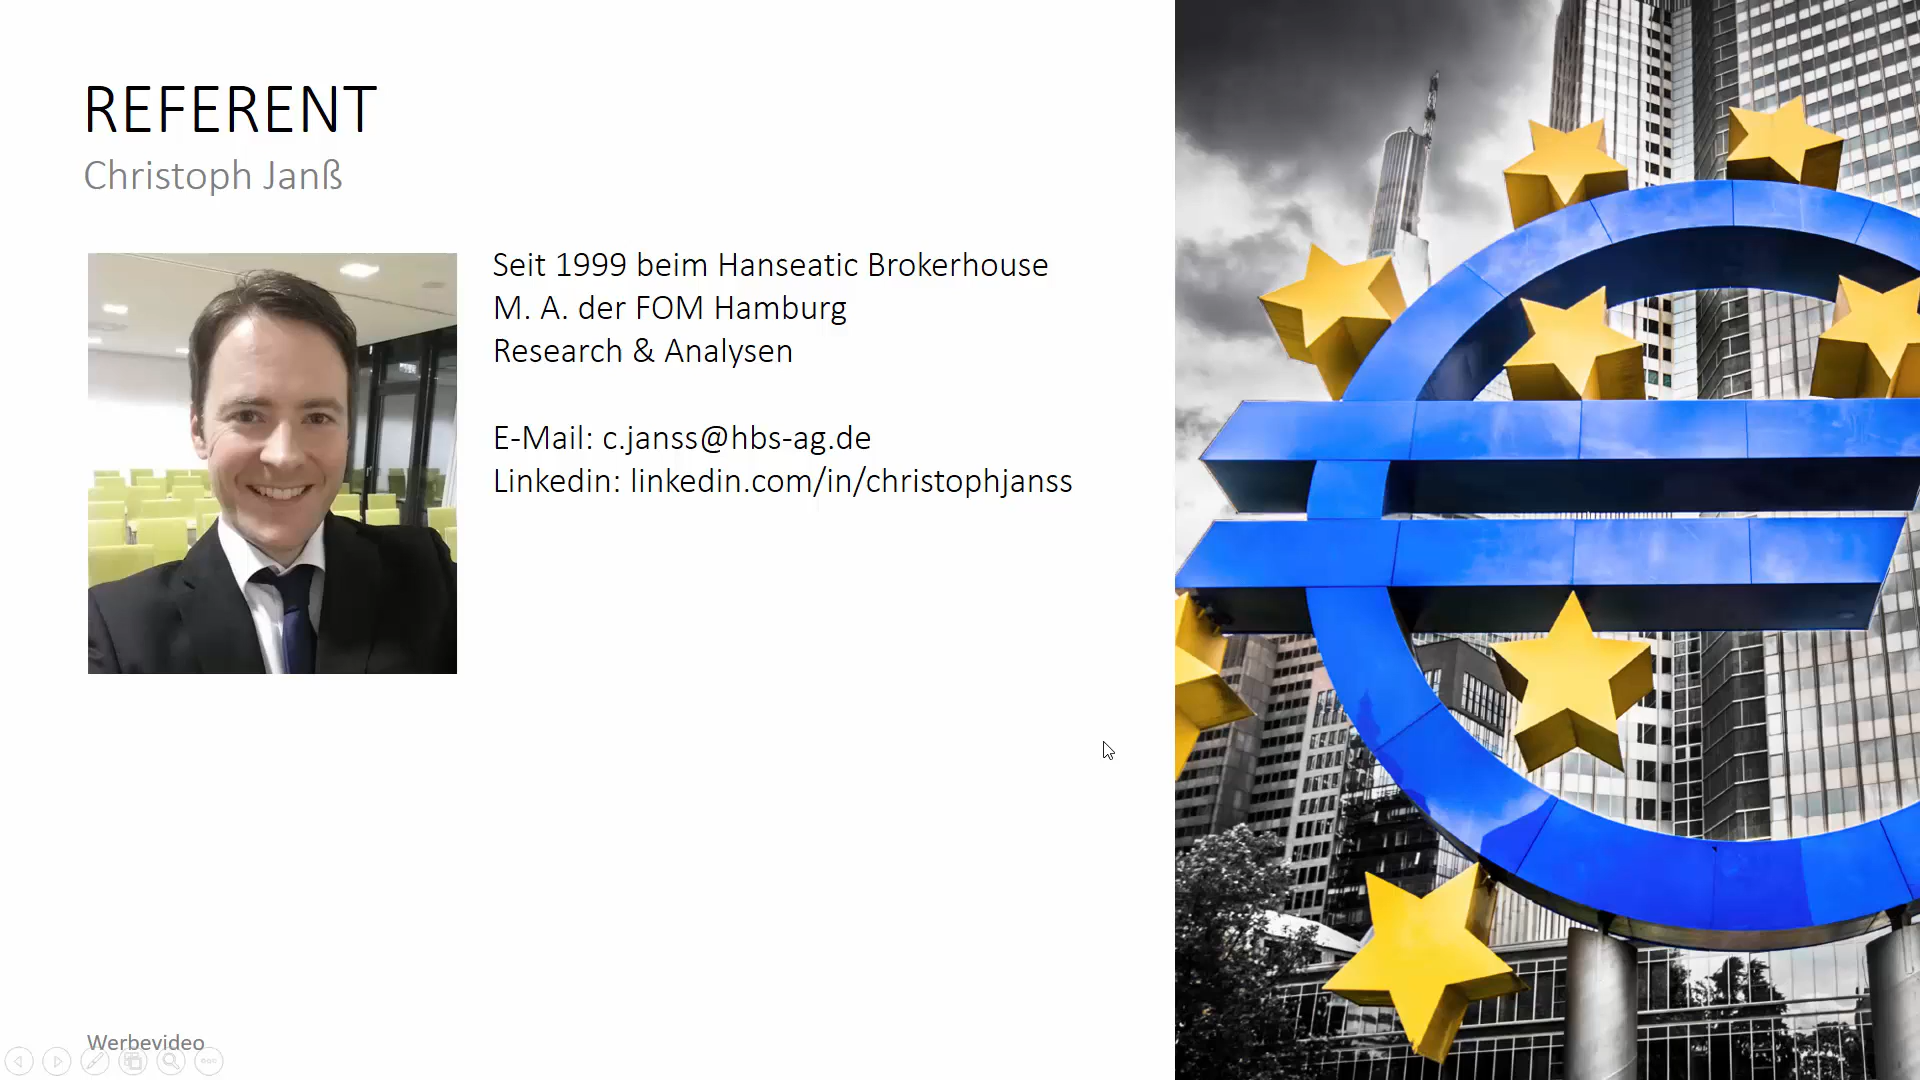 REFERENT
Christoph Janß
Seit 1999 beim Hanseatic Brokerhouse
M. A. der FOM Hamburg
Research & Analysen
E-Mail: c.janss@hbs-ag.de
Linkedin: linkedin.com/in/christophjanss
Werbevideo